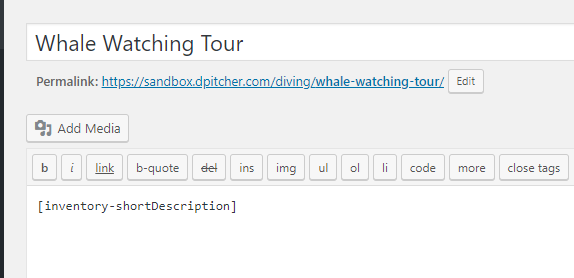 Whale Watching Tour
Permalink: https://sandbox.dpitcher.com/diving/whale-watching-tour/ Edit
Add Media
b i link b-quote del ins img ul ol li code more close tags
[inventory-shortDescription]